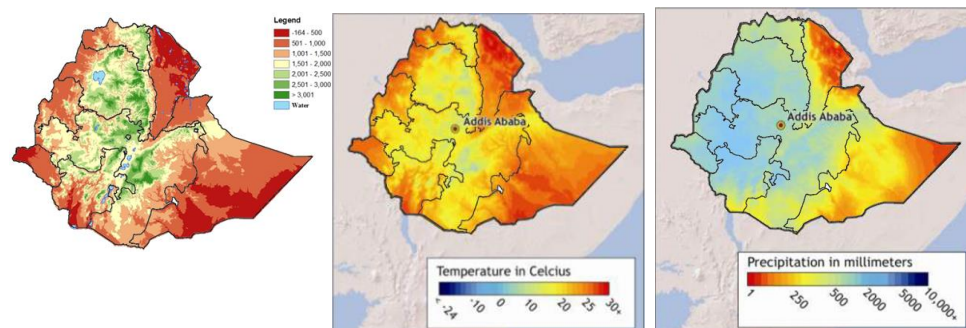 Legend
-164 - 500
501 - 1,000
1,001 - 1,500
1,501 - 2,000
2,001 - 2,500
2,501 - 3,000
> 3,001
Water
Addis Ababa
Temperature in Celcius
< -24
-10
0
10
20
25
30+
Addis Ababa
Precipitation in millimeters
1
250
500
2000
5000
10,000+